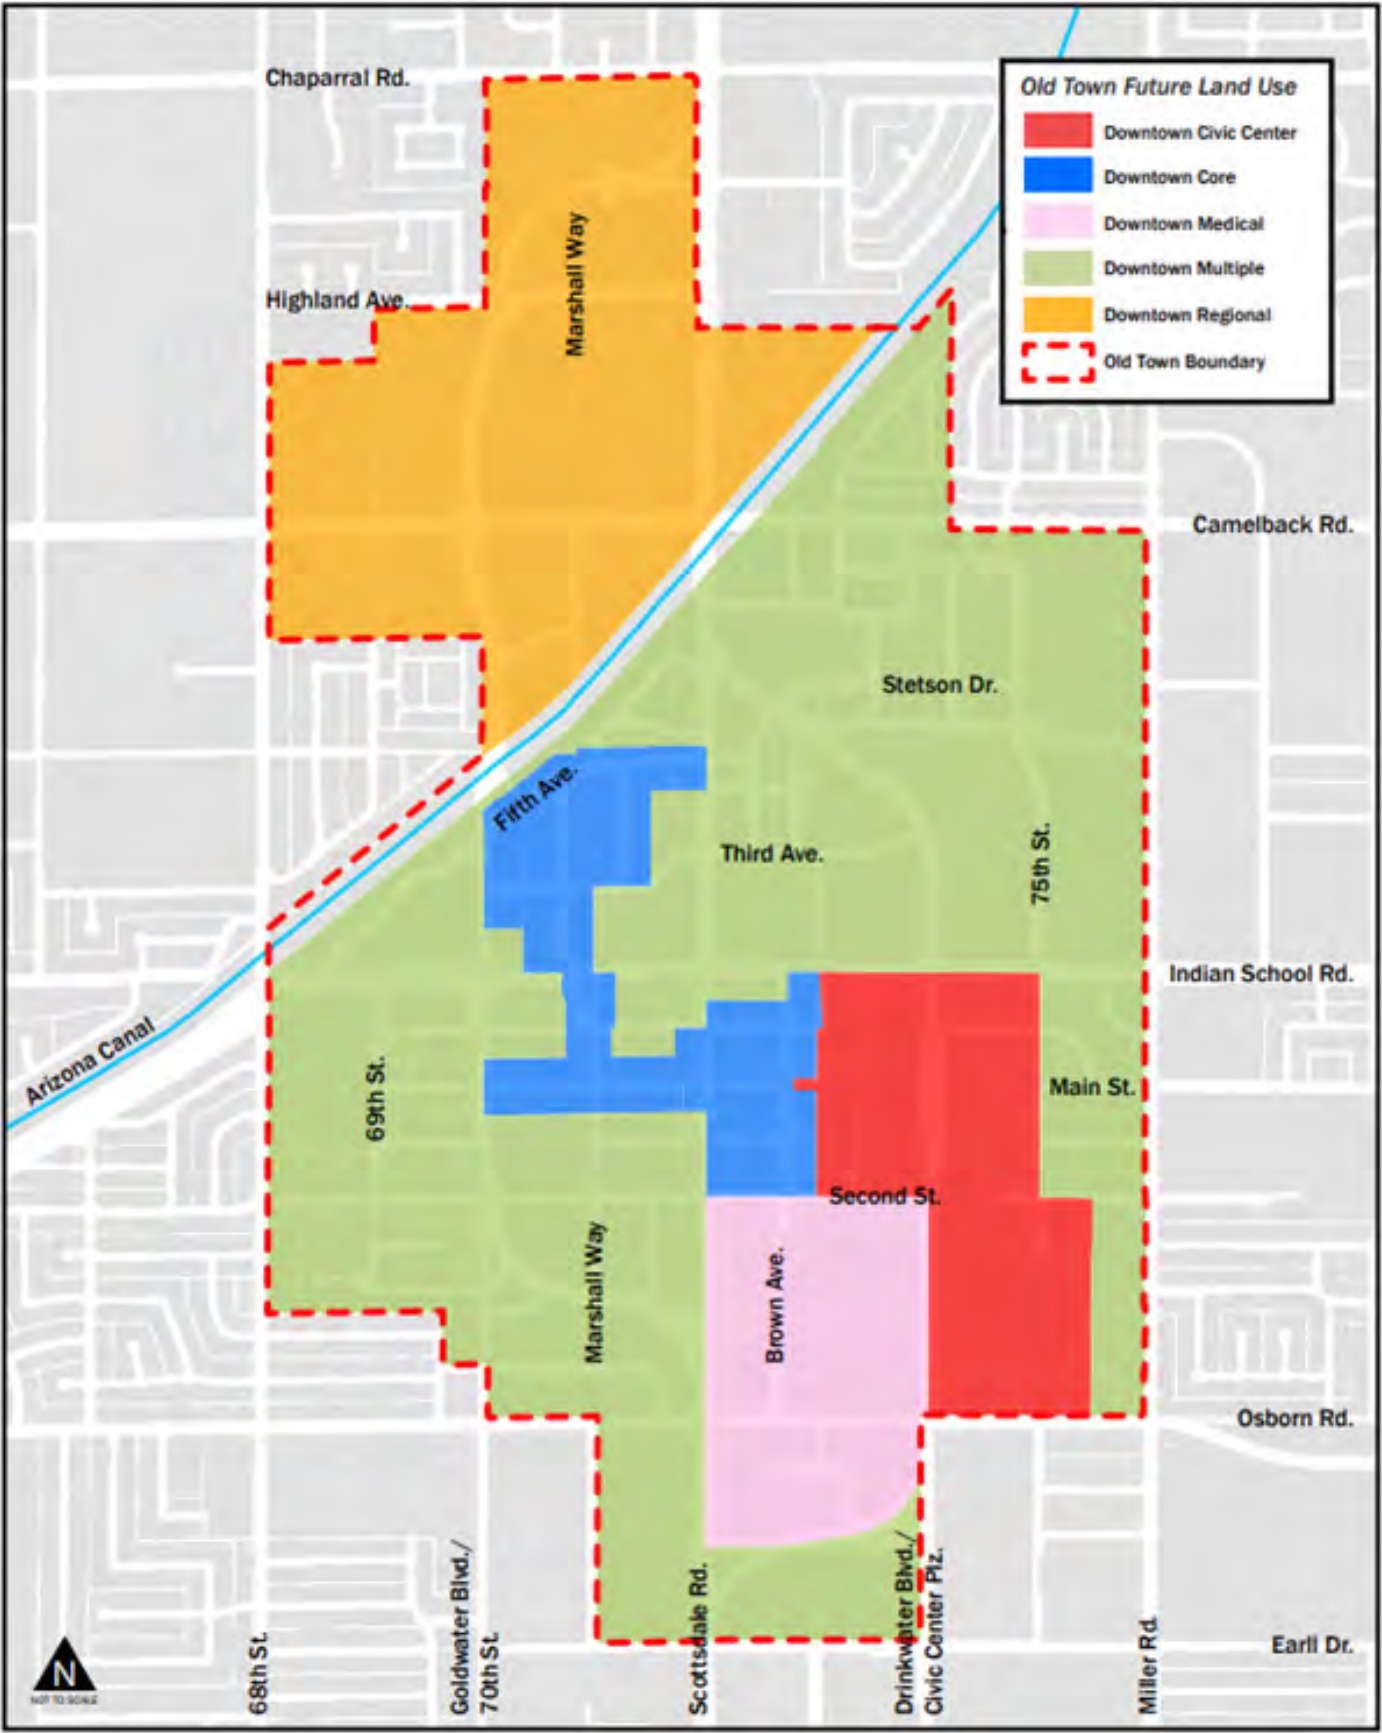 Chaparral Rd.
Old Town Future Land Use
Downtown Civic Center
Downtown Core
Downtown Medical
Downtown Multiple
Downtown Regional
Old Town Boundary
Highland Ave.
Marshall Way
Camelback Rd.
Stetson Dr.
Fifth Ave.
Third Ave.
75th St.
Indian School Rd.
Arizona Canal
69th St.
Main St.
Second St.
Marshall Way
Brown Ave.
Osborn Rd.
68th St.
Goldwater Blvd./
70th St.
Scottsdale Rd.
Drinkwater Blvd./
Civic Center Plz.
Miller Rd.
Earll Dr.
N
NOT TO SCALE